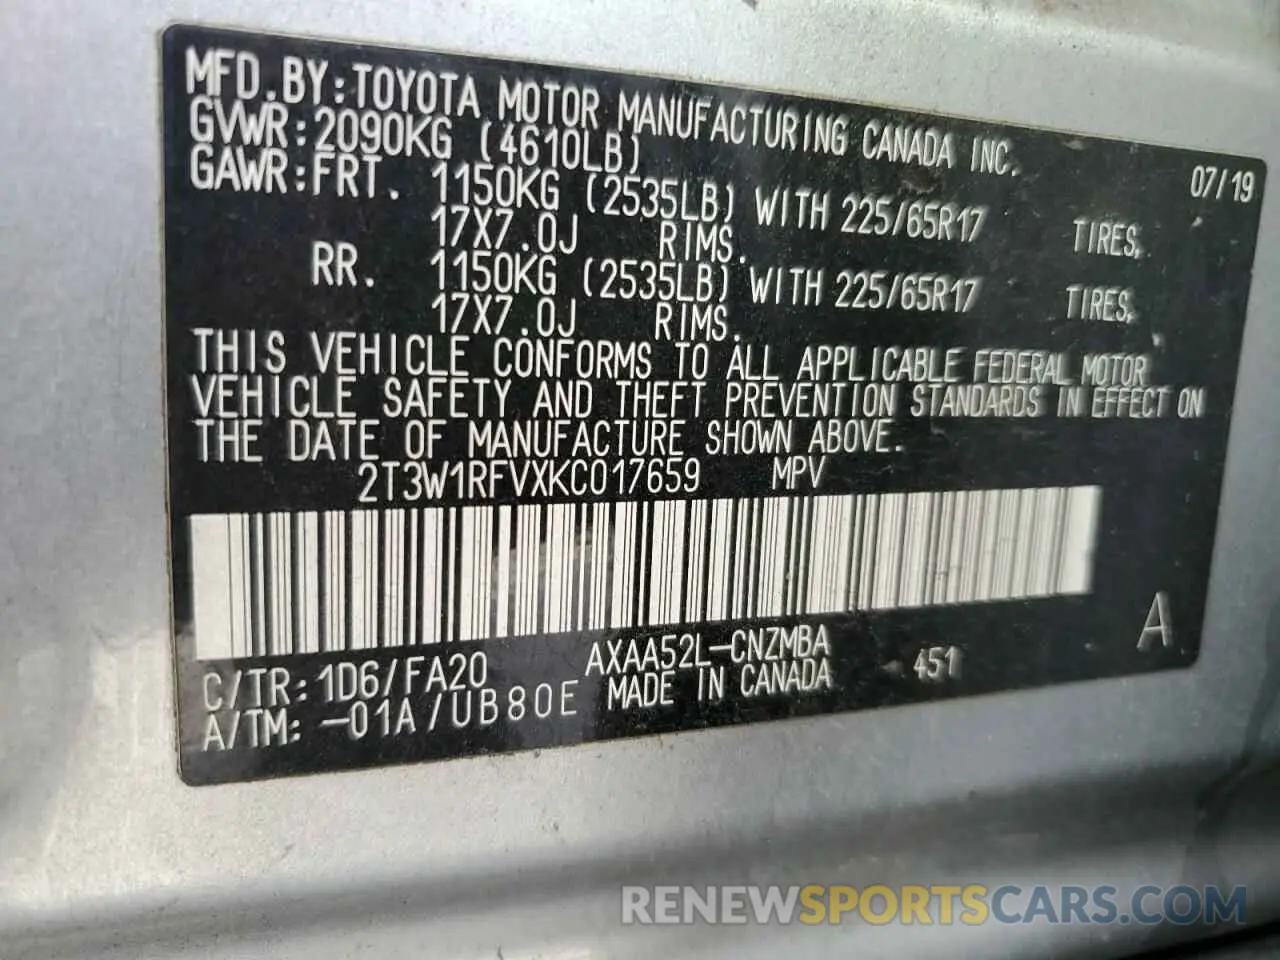 MFD.BY:TOYOTA MOTOR MANUFACTURING CANADA INC.
07/19
GVWR:2090KG (4610LB)
GAWR:FRT. 1150KG (2535LB) WITH 225/65R17 TIRES,
17X7.0J RIMS.
RR. 1150KG (2535LB) WITH 225/65R17 TIRES,
17X7.0J RIMS.
THIS VEHICLE CONFORMS TO ALL APPLICABLE FEDERAL MOTOR
VEHICLE SAFETY AND THEFT PREVENTION STANDARDS IN EFFECT ON
THE DATE OF MANUFACTURE SHOWN ABOVE.
2T3W1RFVXKC017659 MPV
A
C/TR:1D6/FA20 AXAA52L-CNZMBA 451
A/TM:-01A/UB80E MADE IN CANADA
RENEWSPORTSCARS.COM